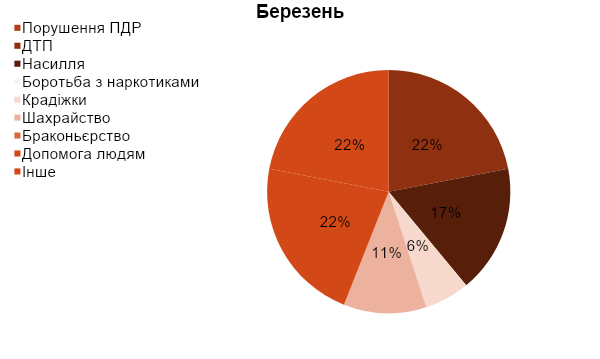 Березень
Порушення ПДР
ДТП
Насилля
Боротьба з наркотиками
Крадіжки
Шахрайство
Браконьєрство
Допомога людям
Інше
22%
22%
17%
22%
6%
11%